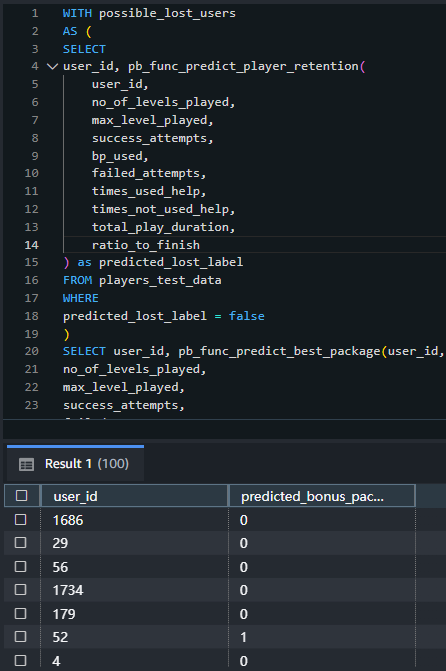 1 WITH possible_lost_users
2 AS (
3 SELECT
4 user_id, pb_func_predict_player_retention(
5 user_id,
6 no_of_levels_played,
7 max_level_played,
8 success_attempts,
9 bp_used,
10 failed_attempts,
11 times_used_help,
12 times_not_used_help,
13 total_play_duration,
14 ratio_to_finish
15 ) as predicted_lost_label
16 FROM players_test_data
17 WHERE
18 predicted_lost_label = false
19 )
20 SELECT user_id, pb_func_predict_best_package(user_id,
21 no_of_levels_played,
22 max_level_played,
23 success_attempts,
Result 1 (100)
user_id predicted_bonus_pac...
1686 0
29 0
56 0
1734 0
179 0
52 1
4 0